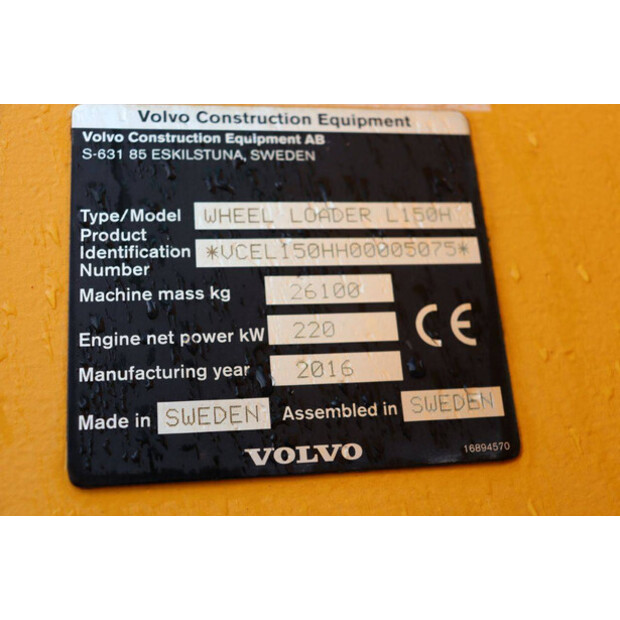 Volvo Construction Equipment
Volvo Construction Equipment AB
S-631 85 ESKILSTUNA, SWEDEN
Type/Model WHEEL LOADER L150H
Product
Identification *VCEL150HH00005075*
Number
Machine mass kg 26100
Engine net power kW 220
CE
Manufacturing year 2016
Made in SWEDEN Assembled in SWEDEN
VOLVO 16894570